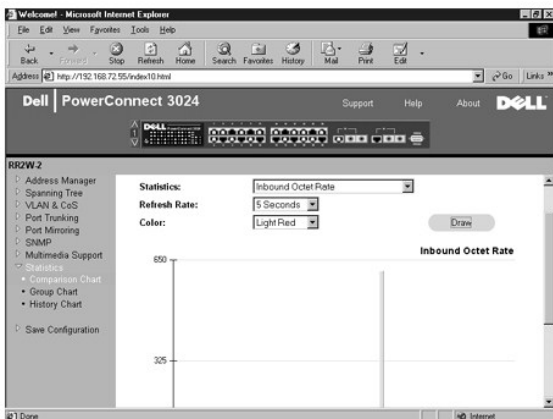 Welcome! - Microsoft Internet Explorer
File Edit View Favorites Tools Help
Back Forward Stop Refresh Home Search Favorites History Mail Print Edit
Address http://192.168.72.55/index10.html Go Links »
Dell PowerConnect 3024 Support Help About DELL
DELL
RR2W-2
Address Manager
Spanning Tree
VLAN & CoS
Port Trunking
Port Mirroring
SNMP
Multimedia Support
Statistics
Comparison Chart
Group Chart
History Chart
Save Configuration
Statistics: Inbound Octet Rate
Refresh Rate: 5 Seconds
Color: Light Red Draw
Inbound Octet Rate
650
325
Done Internet